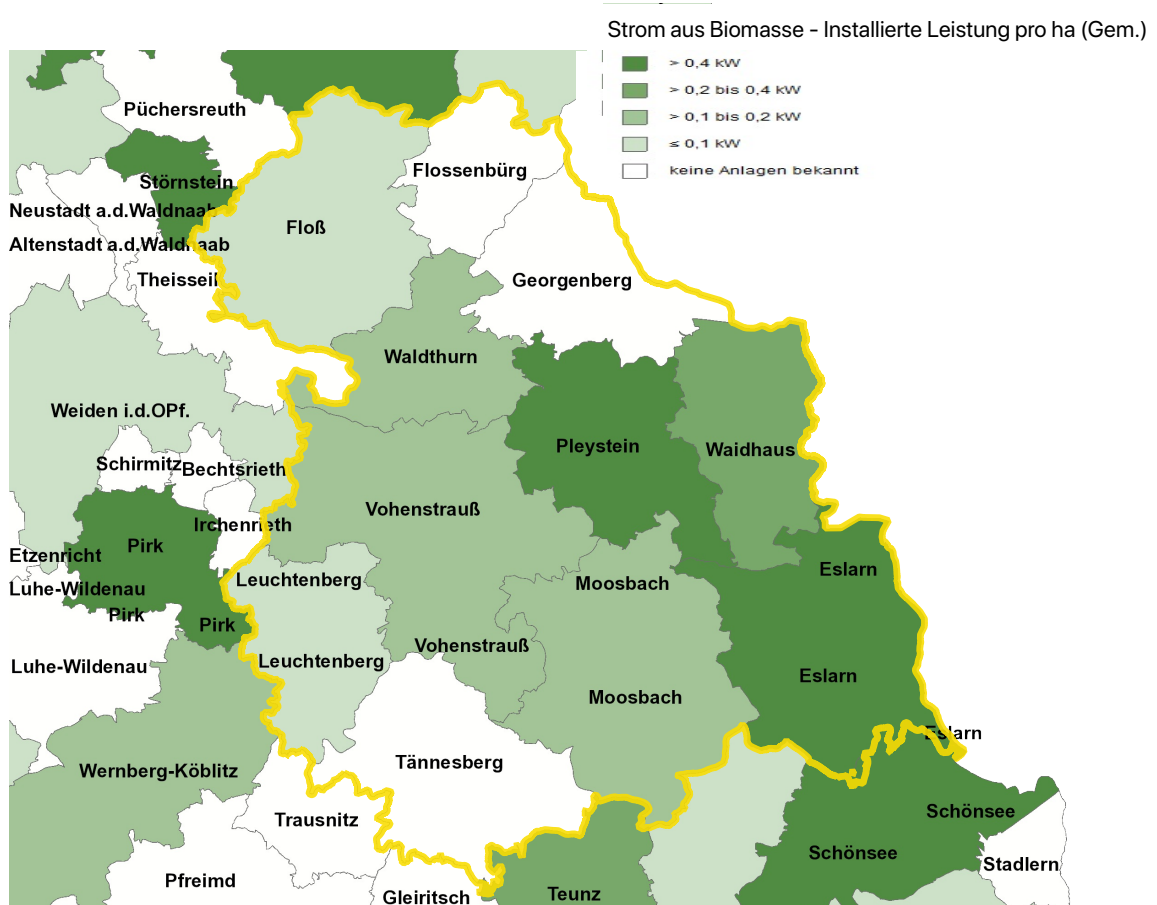 Strom aus Biomasse - Installierte Leistung pro ha (Gem.)
> 0,4 kW
> 0,2 bis 0,4 kW
> 0,1 bis 0,2 kW
≤ 0,1 kW
keine Anlagen bekannt
Püchersreuth
Flossenbürg
Störnstein
Neustadt a.d.Waldnaab
Floß
Altenstadt a.d.Waldnaab
Theisseil
Georgenberg
Waldthurn
Weiden i.d.OPf.
Pleystein
Waidhaus
Schirmitz
Bechtsrieth
Vohenstrauß
Irchenrieth
Pirk
Etzenricht
Eslarn
Leuchtenberg
Moosbach
Luhe-Wildenau
Pirk
Pirk
Vohenstrauß
Leuchtenberg
Luhe-Wildenau
Eslarn
Moosbach
Eslarn
Tännesberg
Wernberg-Köblitz
Schönsee
Trausnitz
Schönsee
Stadlern
Pfreimd
Teunz
Gleiritsch